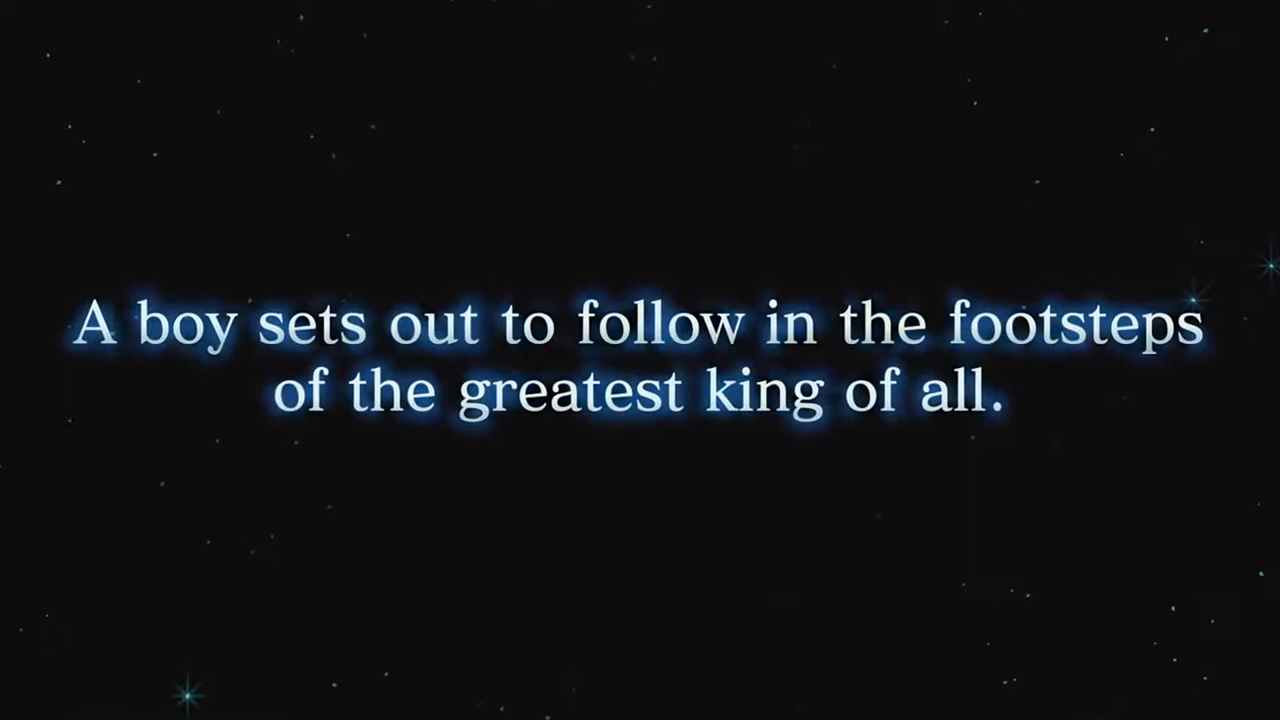 A boy sets out to follow in the footsteps
of the greatest king of all.